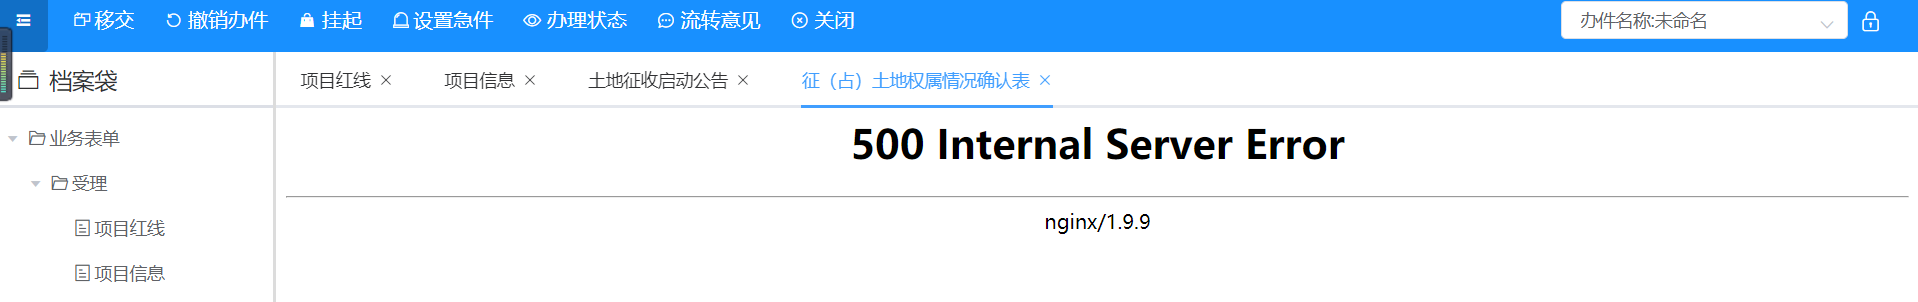 移交 撤销办件 挂起 设置急件 办理状态 流转意见 关闭 办件名称:未命名
档案袋 项目红线 项目信息 土地征收启动公告 征（占）土地权属情况确认表
业务表单
受理
项目红线
项目信息
500 Internal Server Error
nginx/1.9.9